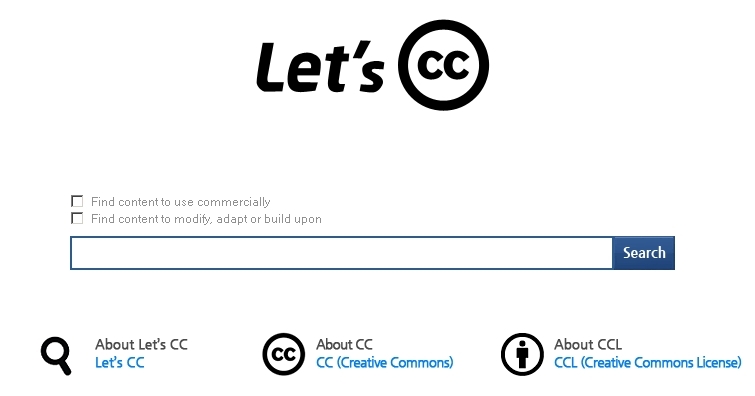 Let's CC
Find content to use commercially
Find content to modify, adapt or build upon
Search
About Let's CC
Let's CC
CC
About CC
CC (Creative Commons)
About CCL
CCL (Creative Commons License)